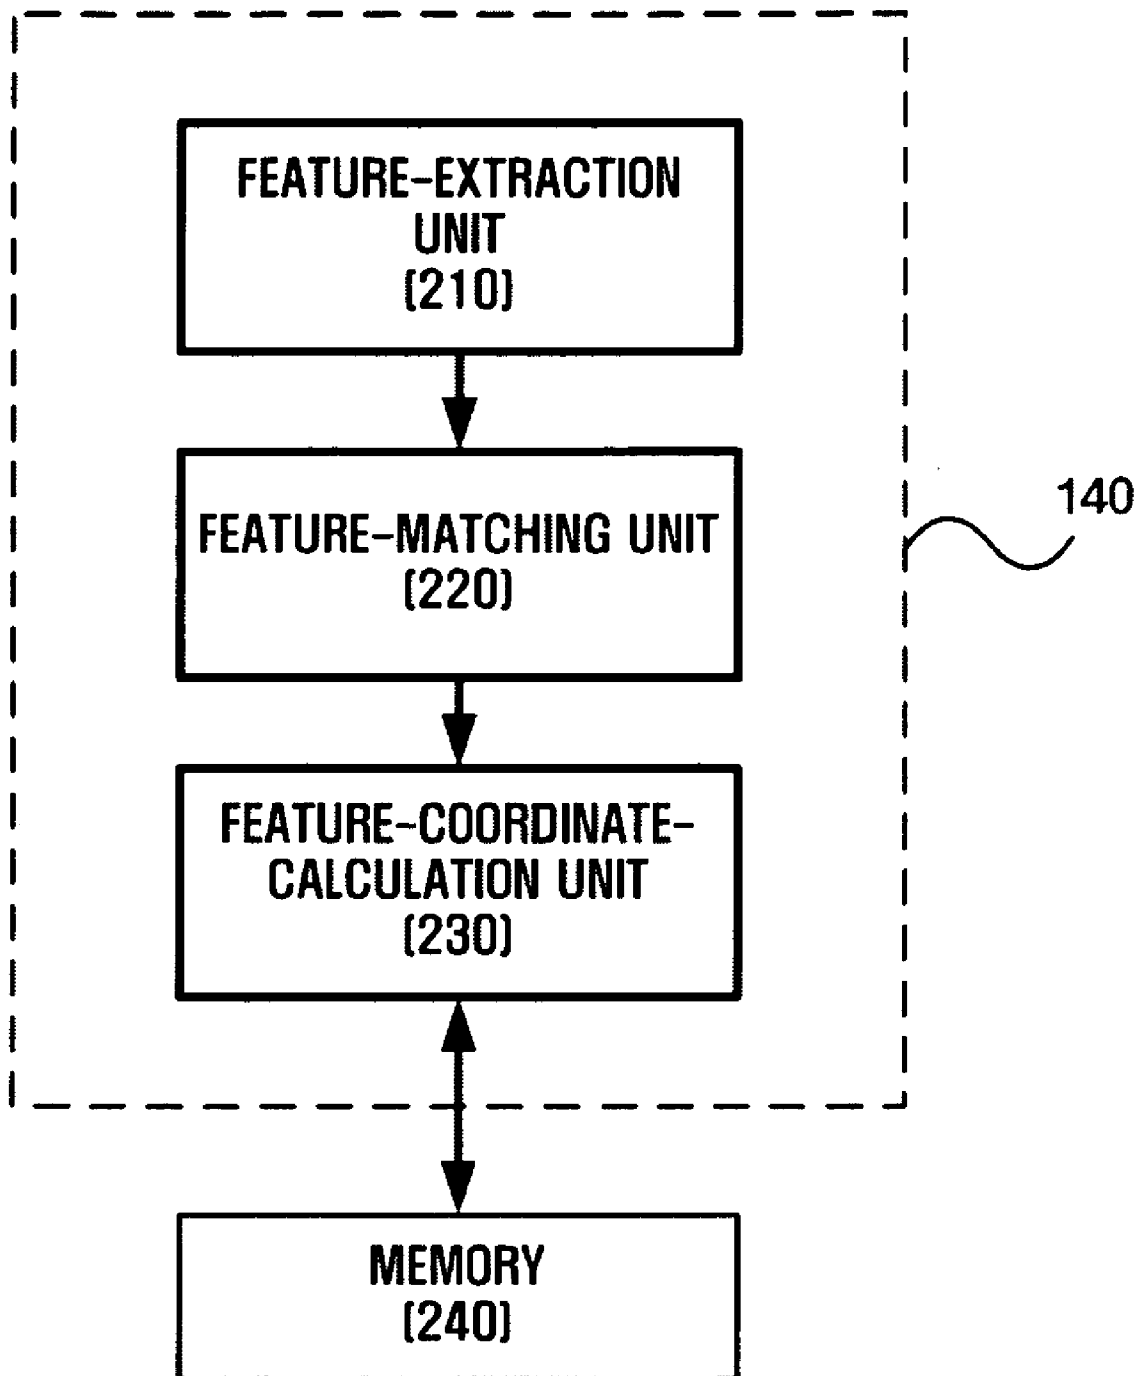 FEATURE-EXTRACTION
UNIT
(210)
FEATURE-MATCHING UNIT
(220)
140
FEATURE-COORDINATE-
CALCULATION UNIT
(230)
MEMORY
(240)